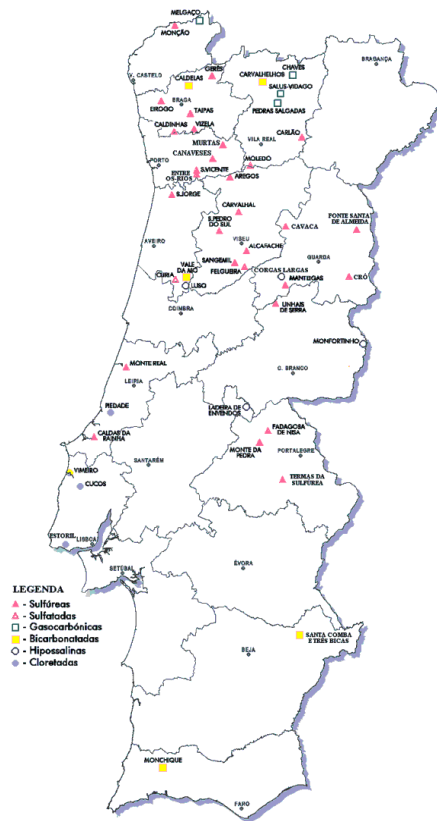 MELGAÇO
MONÇÃO
BRAGANÇA
V. CASTELO
GERÊS
CALDELAS
CARVALHELHOS
CHAVES
SALUS-VIDAGO
BRAGA
PEDRAS SALGADAS
TAIPAS
CALDINHAS
VIZELA
VILA REAL
CARLÃO
MURTAS
CANAVESES
PORTO
MOLEDO
ENTRE
OS-RIOS
S.VICENTE
AREGOS
S.JORGE
CARVALHAL
S.PEDRO
DO SUL
CAVACA
FONTE SANTA
DE ALMEIDA
AVEIRO
VISEU
ALCAFACHE
SANGEMIL
FELGUEIRA
GUARDA
VALE
DA MÓ
CURIA
LUSO
CORGAS LARGAS
MANTEIGAS
CRÓ
UNHAIS
DE SERRA
COIMBRA
MONFORTINHO
MONTE REAL
LEIRIA
C. BRANCO
PIEDADE
LADEIRA DE
ENVENDOS
CALDAS DA
RAINHA
FADAGOSA
DE NISA
MONTE DA
PEDRA
SANTARÉM
PORTALEGRE
VIMEIRO
CUCOS
TERMAS DA
SULFÚREA
ESTORIL
LISBOA
SETÚBAL
ÉVORA
LEGENDA
- Sulfúreas
- Sulfatadas
- Gasocarbónicas
- Bicarbonatadas
- Hipossalinas
- Cloretadas
SANTA COMBA
E TRÊS BICAS
BEJA
MONCHIQUE
FARO